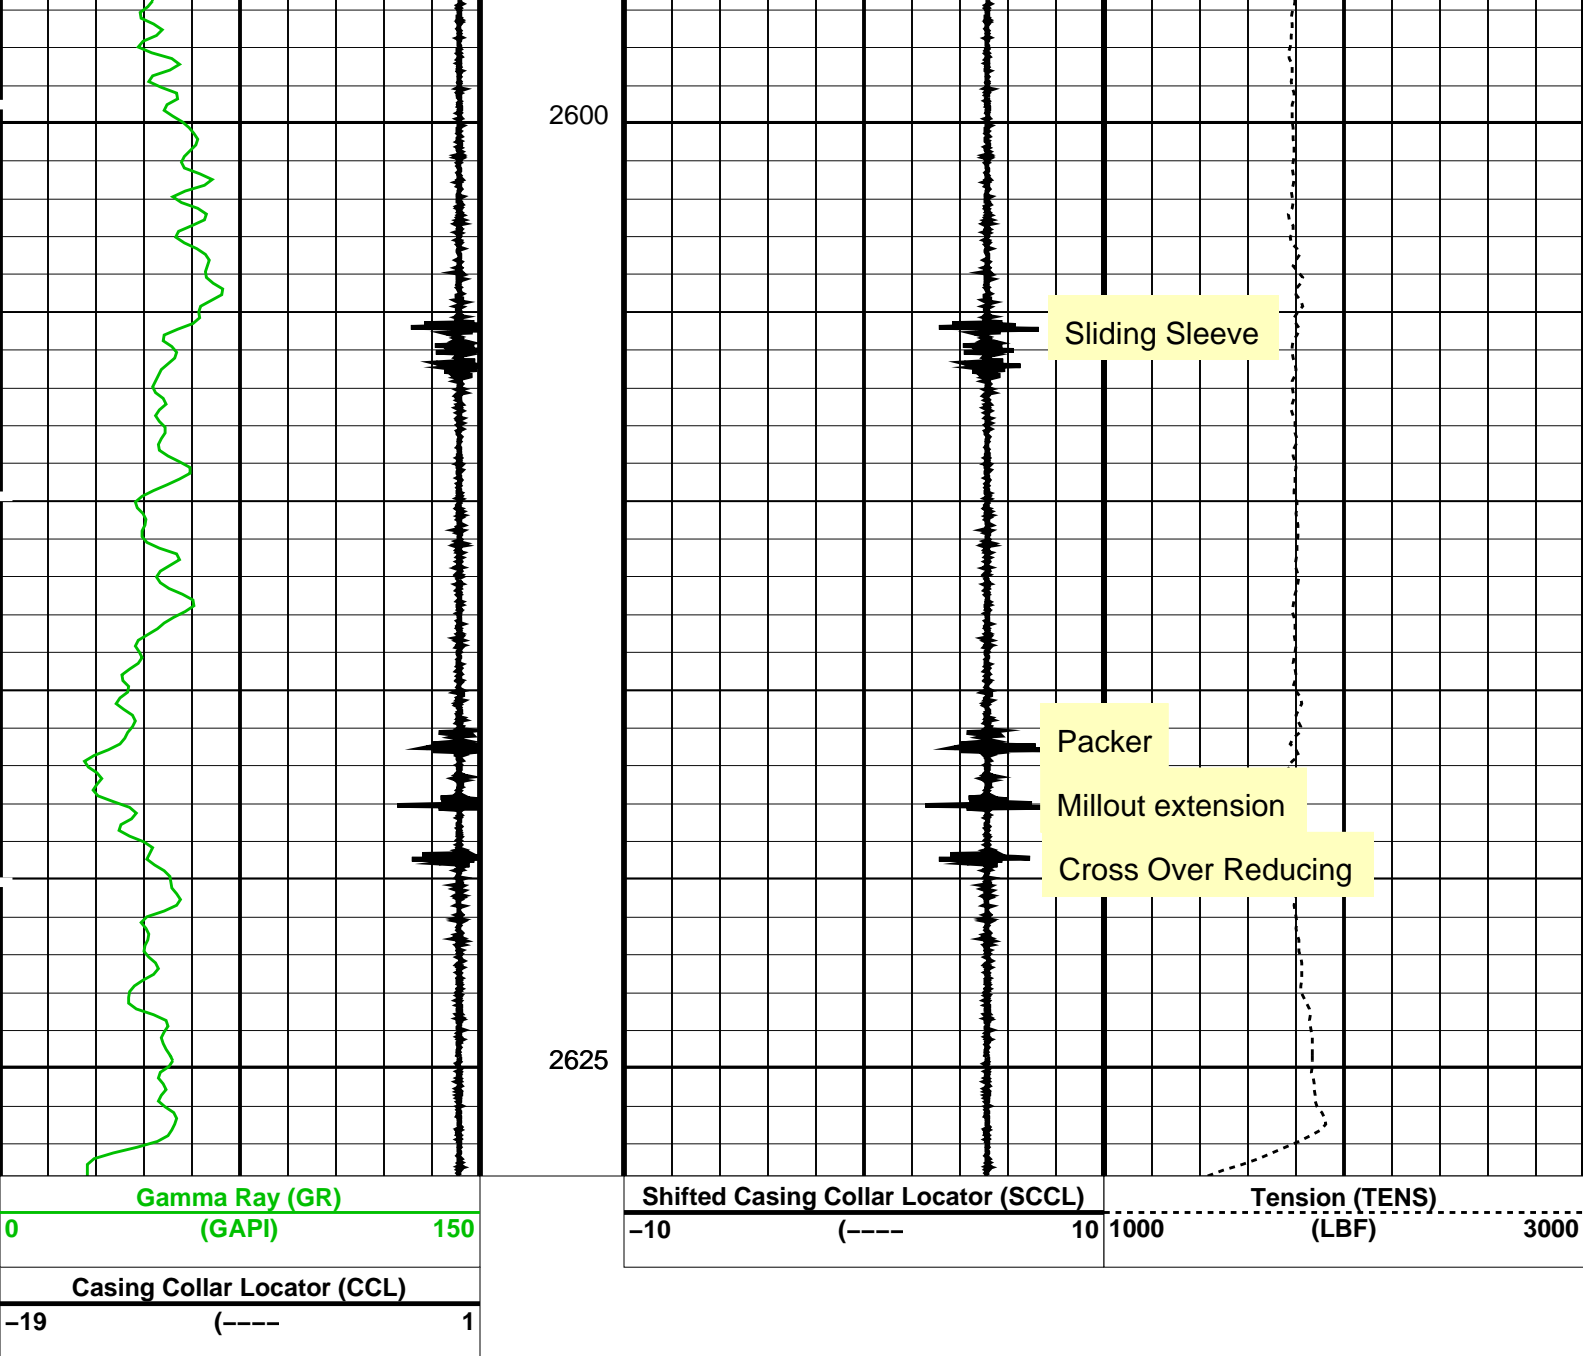 2600
Sliding Sleeve
Packer
Millout extension
Cross Over Reducing
2625
Gamma Ray (GR)
0 (GAPI) 150
Casing Collar Locator (CCL)
−19 (−−−− 1
Shifted Casing Collar Locator (SCCL)
−10 (−−−− 10
Tension (TENS)
1000 (LBF) 3000